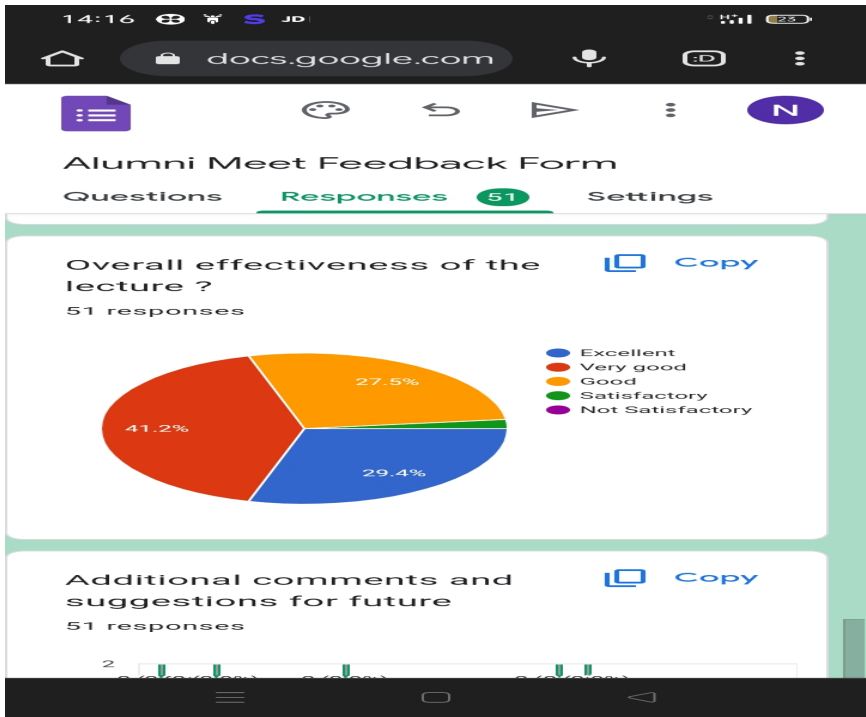 14:16 S JD
23
docs.google.com :D
N
Alumni Meet Feedback Form
Questions Responses 51 Settings
Overall effectiveness of the
lecture ?
Copy
51 responses
27.5%
41.2%
29.4%
Excellent
Very good
Good
Satisfactory
Not Satisfactory
Additional comments and
suggestions for future
Copy
51 responses
2